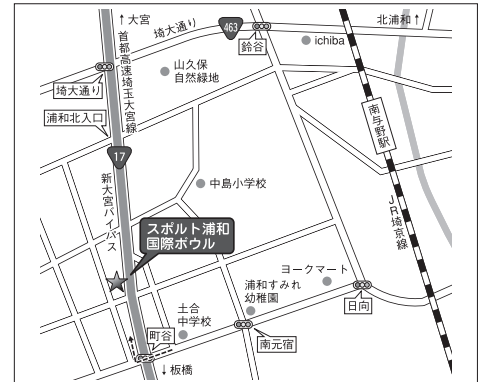 ↑大宮
首都高速埼玉大宮線
埼大通り
463
鈴谷
北浦和↑
ichiba
山久保
自然緑地
埼大通り
浦和北入口
17
南与野駅
中島小学校
新大宮バイパス
JR埼京線
スポルト浦和
国際ボウル
ヨークマート
浦和すみれ
幼稚園
日向
土合
中学校
町谷
南元宿
↓板橋